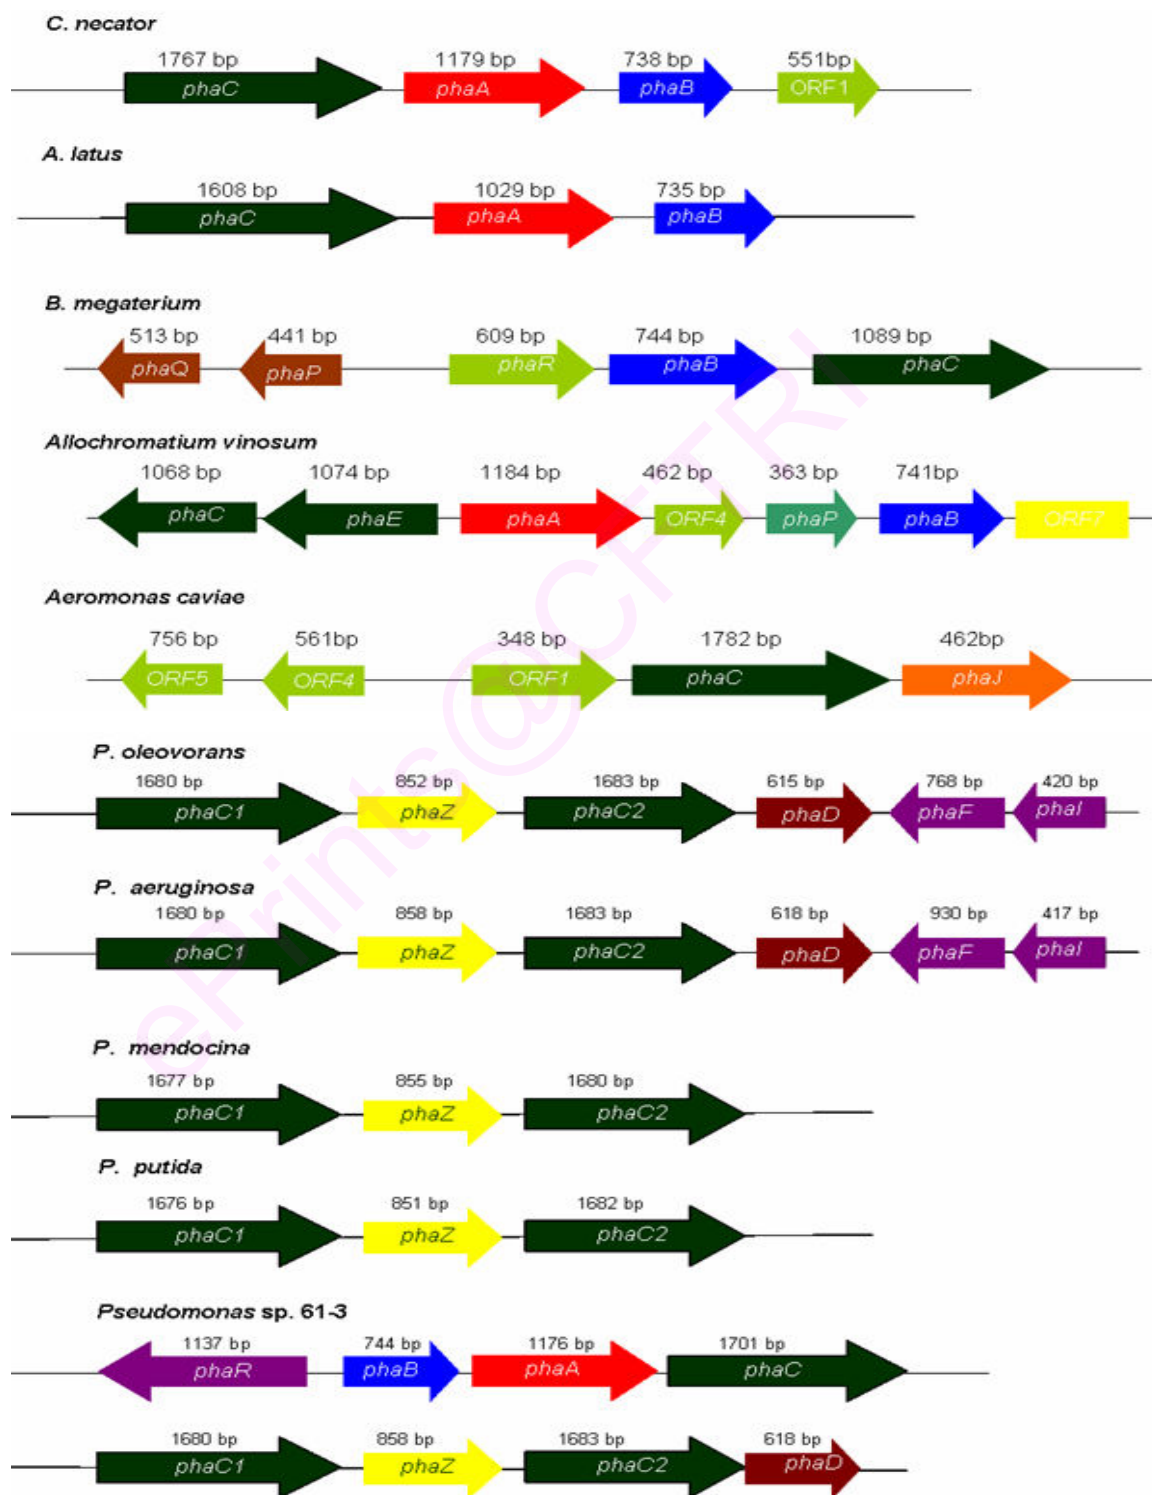 C. necator
1767 bp 1179 bp 738 bp 551bp
phaC phaA phaB ORF1
A. latus
1608 bp 1029 bp 735 bp
phaC phaA phaB
B. megaterium
513 bp 441 bp 609 bp 744 bp 1089 bp
phaQ phaP phaR phaB phaC
Allochromatium vinosum
1068 bp 1074 bp 1184 bp 462 bp 363 bp 741bp
phaC phaE phaA ORF4 phaP phaB ORF7
Aeromonas caviae
756 bp 561bp 348 bp 1782 bp 462bp
ORF5 ORF4 ORF1 phaC phaJ
P. oleovorans
1680 bp 852 bp 1683 bp 615 bp 768 bp 420 bp
phaC1 phaZ phaC2 phaD phaF phaI
P. aeruginosa
1680 bp 858 bp 1683 bp 618 bp 930 bp 417 bp
phaC1 phaZ phaC2 phaD phaF phaI
P. mendocina
1677 bp 855 bp 1680 bp
phaC1 phaZ phaC2
P. putida
1676 bp 851 bp 1682 bp
phaC1 phaZ phaC2
Pseudomonas sp. 61-3
1137 bp 744 bp 1176 bp 1701 bp
phaR phaB phaA phaC
1680 bp 858 bp 1683 bp 618 bp
phaC1 phaZ phaC2 phaD
ePrints@CFTRI